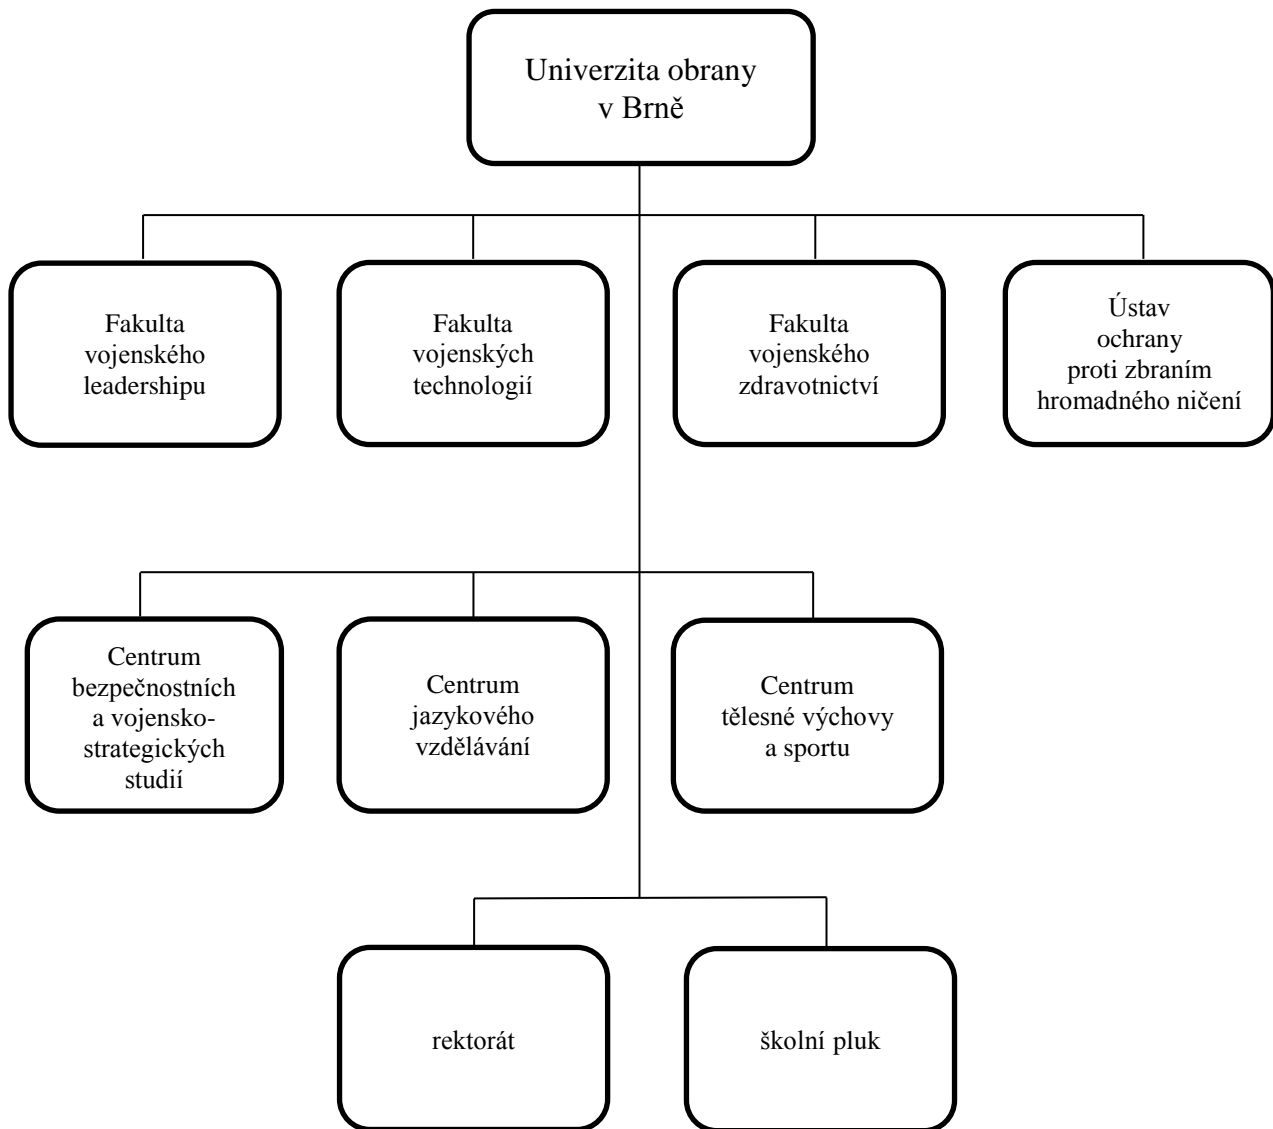 Univerzita obrany
v Brně
Fakulta
vojenského
leadershipu
Fakulta
vojenských
technologií
Fakulta
vojenského
zdravotnictví
Ústav
ochrany
proti zbraním
hromadného ničení
Centrum
bezpečnostních
a vojensko-
strategických
studií
Centrum
jazykového
vzdělávání
Centrum
tělesné výchovy
a sportu
rektorát
školní pluk